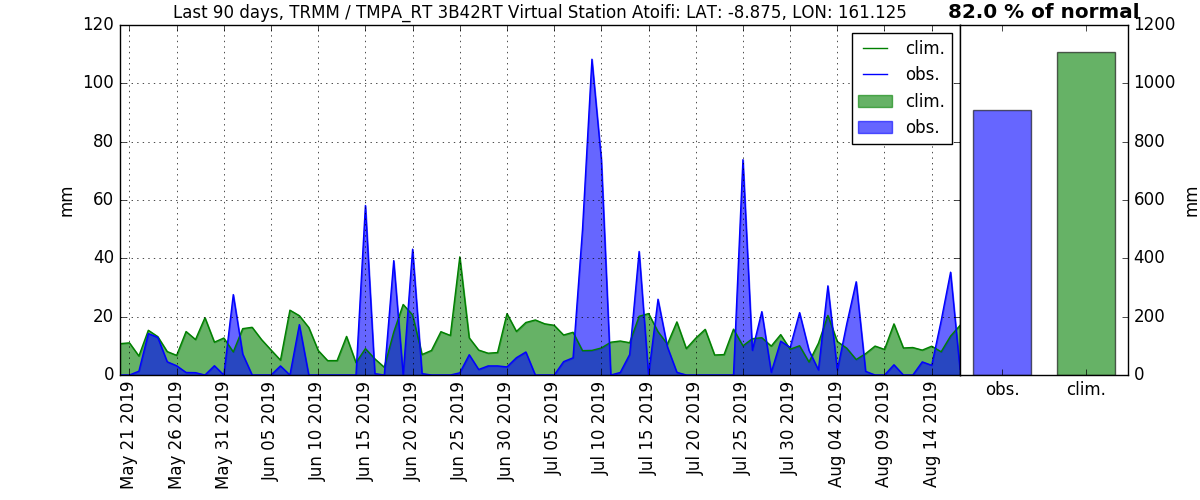 Last 90 days, TRMM / TMPA_RT 3B42RT Virtual Station Atoifi: LAT: -8.875, LON: 161.125
82.0 % of normal
120
100
80
60
40
20
0
mm
clim.
obs.
clim.
obs.
May 21 2019
May 26 2019
May 31 2019
Jun 05 2019
Jun 10 2019
Jun 15 2019
Jun 20 2019
Jun 25 2019
Jun 30 2019
Jul 05 2019
Jul 10 2019
Jul 15 2019
Jul 20 2019
Jul 25 2019
Jul 30 2019
Aug 04 2019
Aug 09 2019
Aug 14 2019
1200
1000
800
600
400
200
0
mm
obs.
clim.